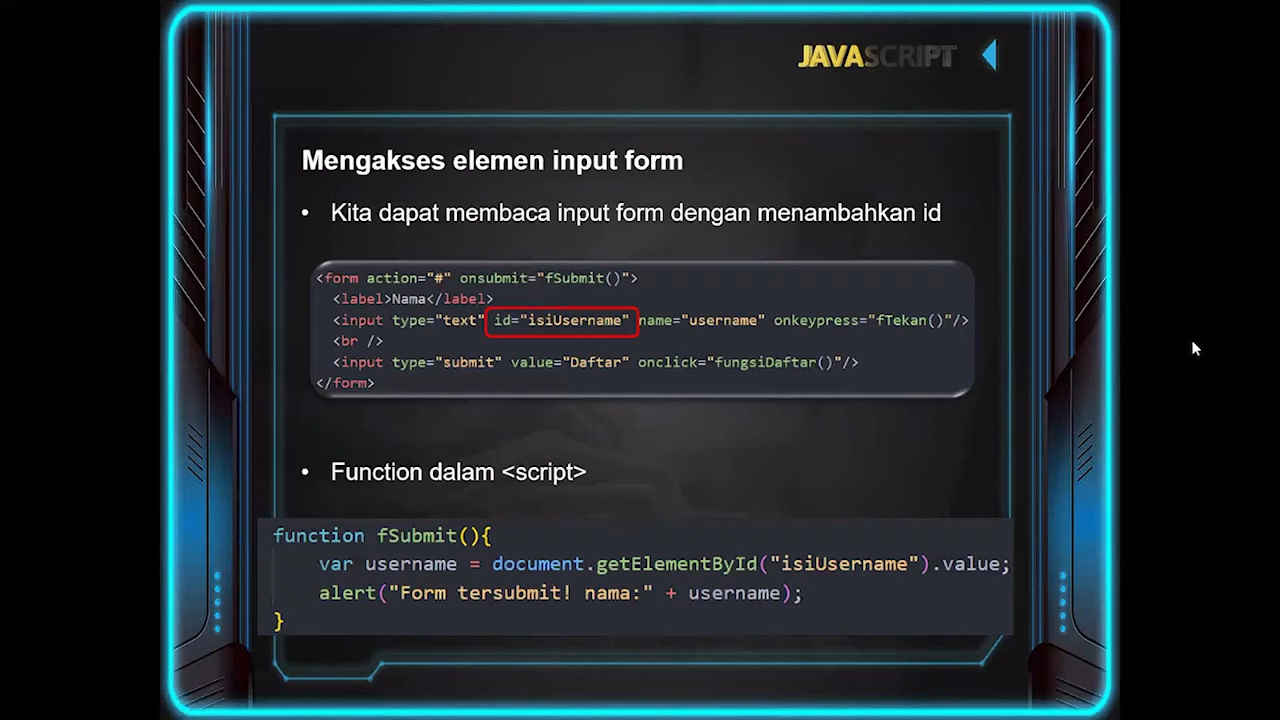 JAVASCRIPT
Mengakses elemen input form
• Kita dapat membaca input form dengan menambahkan id
<form action="#" onsubmit="fSubmit()">
<label>Nama</label>
<input type="text" id="isiUsername" name="username" onkeypress="fTekan()"/>
<br />
<input type="submit" value="Daftar" onclick="fungsiDaftar()"/>
</form>
• Function dalam <script>
function fSubmit(){
var username = document.getElementById("isiUsername").value;
alert("Form tersubmit! nama:" + username);
}